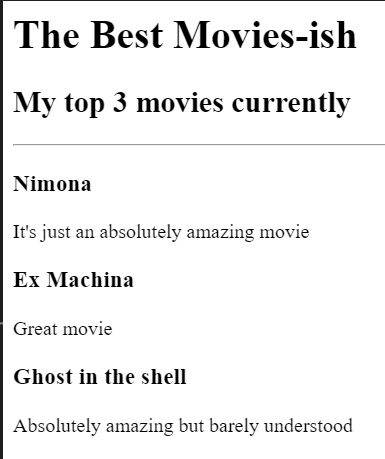 The Best Movies-ish
My top 3 movies currently
Nimona
It's just an absolutely amazing movie
Ex Machina
Great movie
Ghost in the shell
Absolutely amazing but barely understood